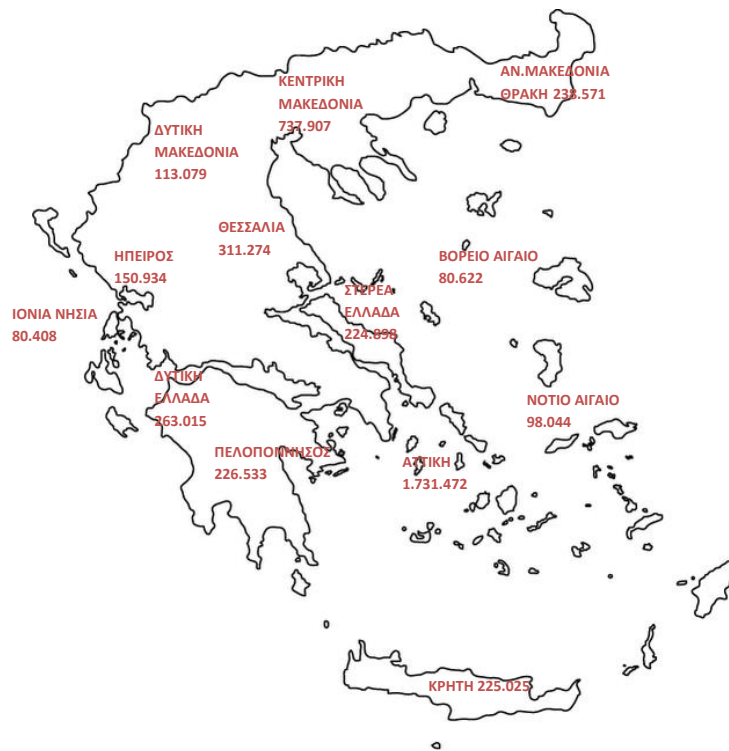 ΑΝ.ΜΑΚΕΔΟΝΙΑ
ΘΡΑΚΗ 238.571
ΚΕΝΤΡΙΚΗ
ΜΑΚΕΔΟΝΙΑ
737.907
ΔΥΤΙΚΗ
ΜΑΚΕΔΟΝΙΑ
113.079
ΘΕΣΣΑΛΙΑ
311.274
ΗΠΕΙΡΟΣ
150.934
ΒΟΡΕΙΟ ΑΙΓΑΙΟ
80.622
ΣΤΕΡΕΑ
ΕΛΛΑΔΑ
224.898
ΙΟΝΙΑ ΝΗΣΙΑ
80.408
ΔΥΤΙΚΗ
ΕΛΛΑΔΑ
263.015
ΝΟΤΙΟ ΑΙΓΑΙΟ
98.044
ΠΕΛΟΠΟΝΝΗΣΟΣ
226.533
ΑΤΤΙΚΗ
1.731.472
ΚΡΗΤΗ 225.025